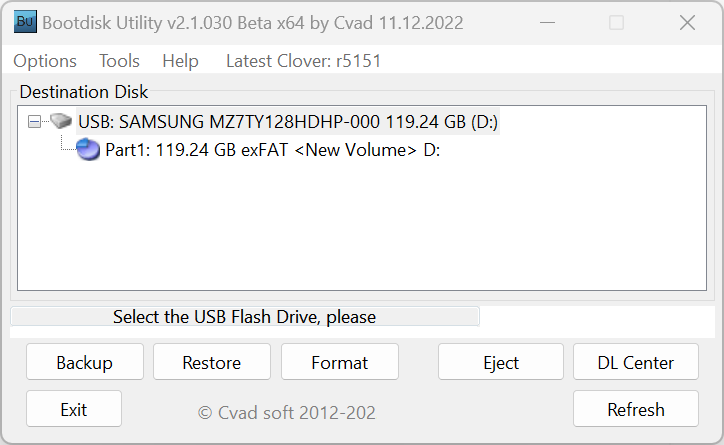 Bu Bootdisk Utility v2.1.030 Beta x64 by Cvad 11.12.2022
Options Tools Help Latest Clover: r5151
Destination Disk
USB: SAMSUNG MZ7TY128HDHP-000 119.24 GB (D:)
Part1: 119.24 GB exFAT <New Volume> D:
Select the USB Flash Drive, please
Backup Restore Format Eject DL Center
Exit © Cvad soft 2012-202 Refresh